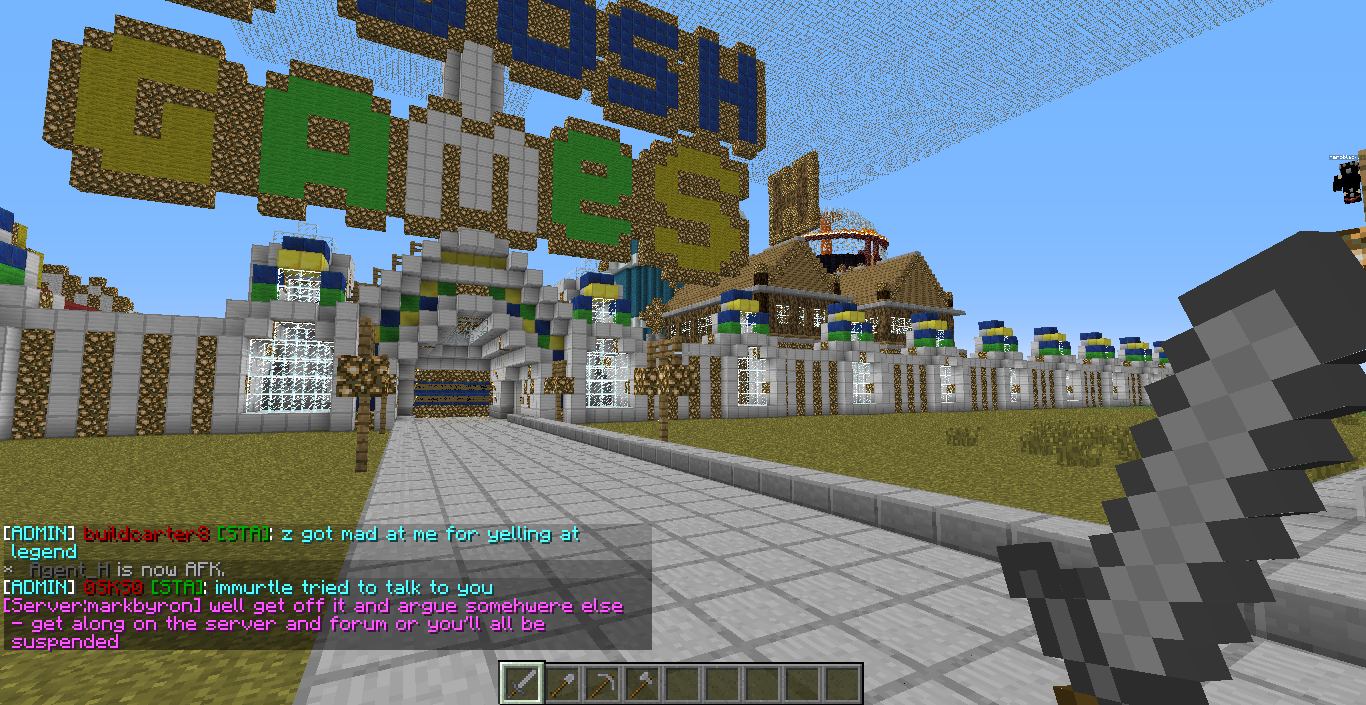 OSH
GAMES
[ADMIN] buildcarter8 [STA]: z got mad at me for yelling at
legend
* Agent_H is now AFK.
[ADMIN] 0SKS0 [STA]: immurtle tried to talk to you
[Server:markbyron] well get off it and argue somehwere else
- get along on the server and forum or you'll all be
suspended